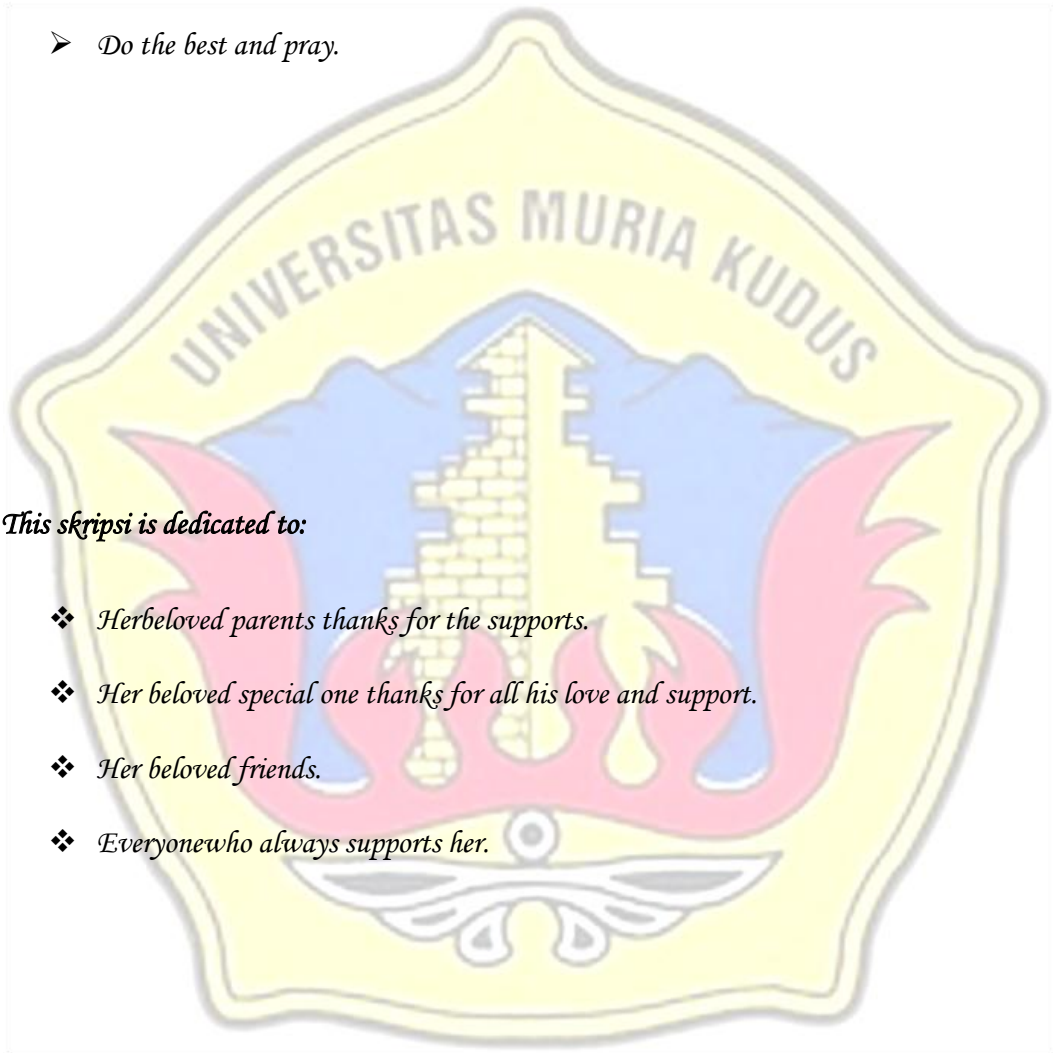 ➢ Do the best and pray.
UNIVERSITAS MURIA KUDUS
This skripsi is dedicated to:
❖ Herbeloved parents thanks for the supports.
❖ Her beloved special one thanks for all his love and support.
❖ Her beloved friends.
❖ Everyonewho always supports her.